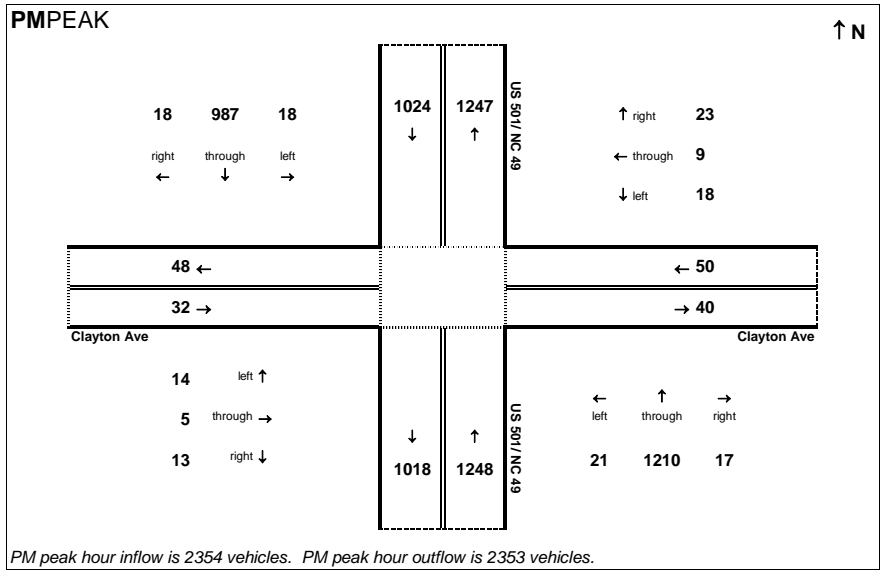 PMPEAK
↑ N
18 987 18
right through left
← ↓ →
1024 1247
↓ ↑
US 501/ NC 49
↑ right 23
← through 9
↓ left 18
48 ←
← 50
32 →
→ 40
Clayton Ave
Clayton Ave
14 left ↑
5 through →
13 right ↓
↓ ↑
1018 1248
US 501/ NC 49
← ↑ →
left through right
21 1210 17
PM peak hour inflow is 2354 vehicles. PM peak hour outflow is 2353 vehicles.